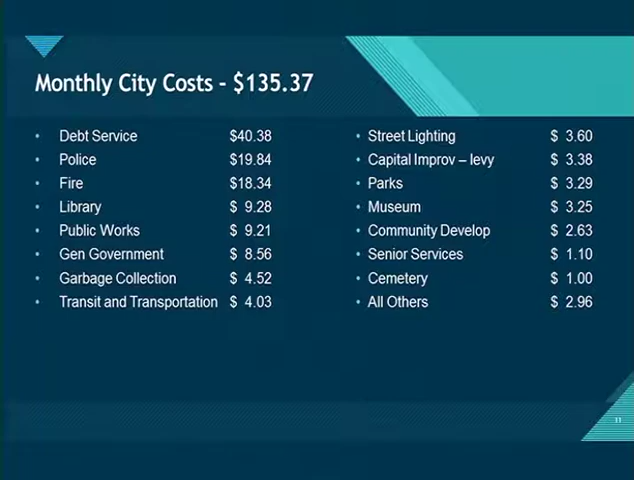 Monthly City Costs - $135.37
• Debt Service $40.38
• Police $19.84
• Fire $18.34
• Library $ 9.28
• Public Works $ 9.21
• Gen Government $ 8.56
• Garbage Collection $ 4.52
• Transit and Transportation $ 4.03
• Street Lighting $ 3.60
• Capital Improv – levy $ 3.38
• Parks $ 3.29
• Museum $ 3.25
• Community Develop $ 2.63
• Senior Services $ 1.10
• Cemetery $ 1.00
• All Others $ 2.96
11